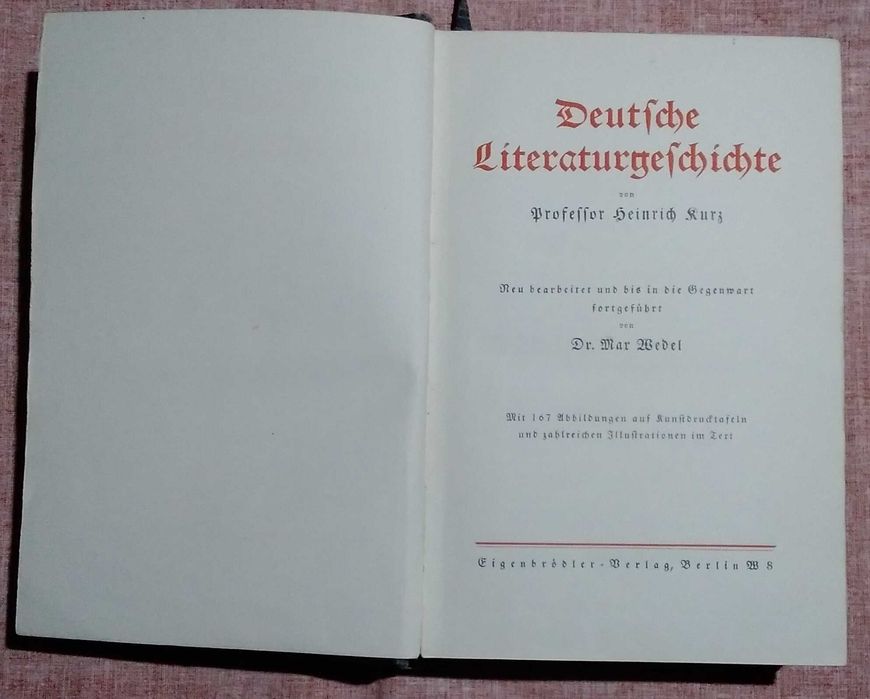 Deutſche
Literaturgeſchichte
von
Profeſſor Heinrich Kurz
Neu bearbeitet und bis in die Gegenwart
fortgeführt
von
Dr. Max Wedel
Mit 167 Abbildungen auf Kunſtdrucktafeln
und zahlreichen Illuſtrationen im Text
Eigenbrödler-Verlag, Berlin W 8